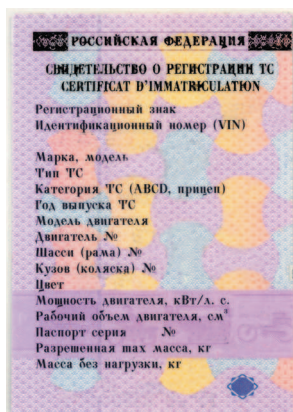 РОССИЙСКАЯ ФЕДЕРАЦИЯ
СВИДЕТЕЛЬСТВО О РЕГИСТРАЦИИ ТС
CERTIFICAT D'IMMATRICULATION
Регистрационный знак
Идентификационный номер (VIN)
Марка, модель
Тип ТС
Категория ТС (ABCD, прицеп)
Год выпуска ТС
Модель двигателя
Двигатель №
Шасси (рама) №
Кузов (коляска) №
Цвет
Мощность двигателя, кВт/л. с.
Рабочий объем двигателя, см³
Паспорт серия №
Разрешенная max масса, кг
Масса без нагрузки, кг